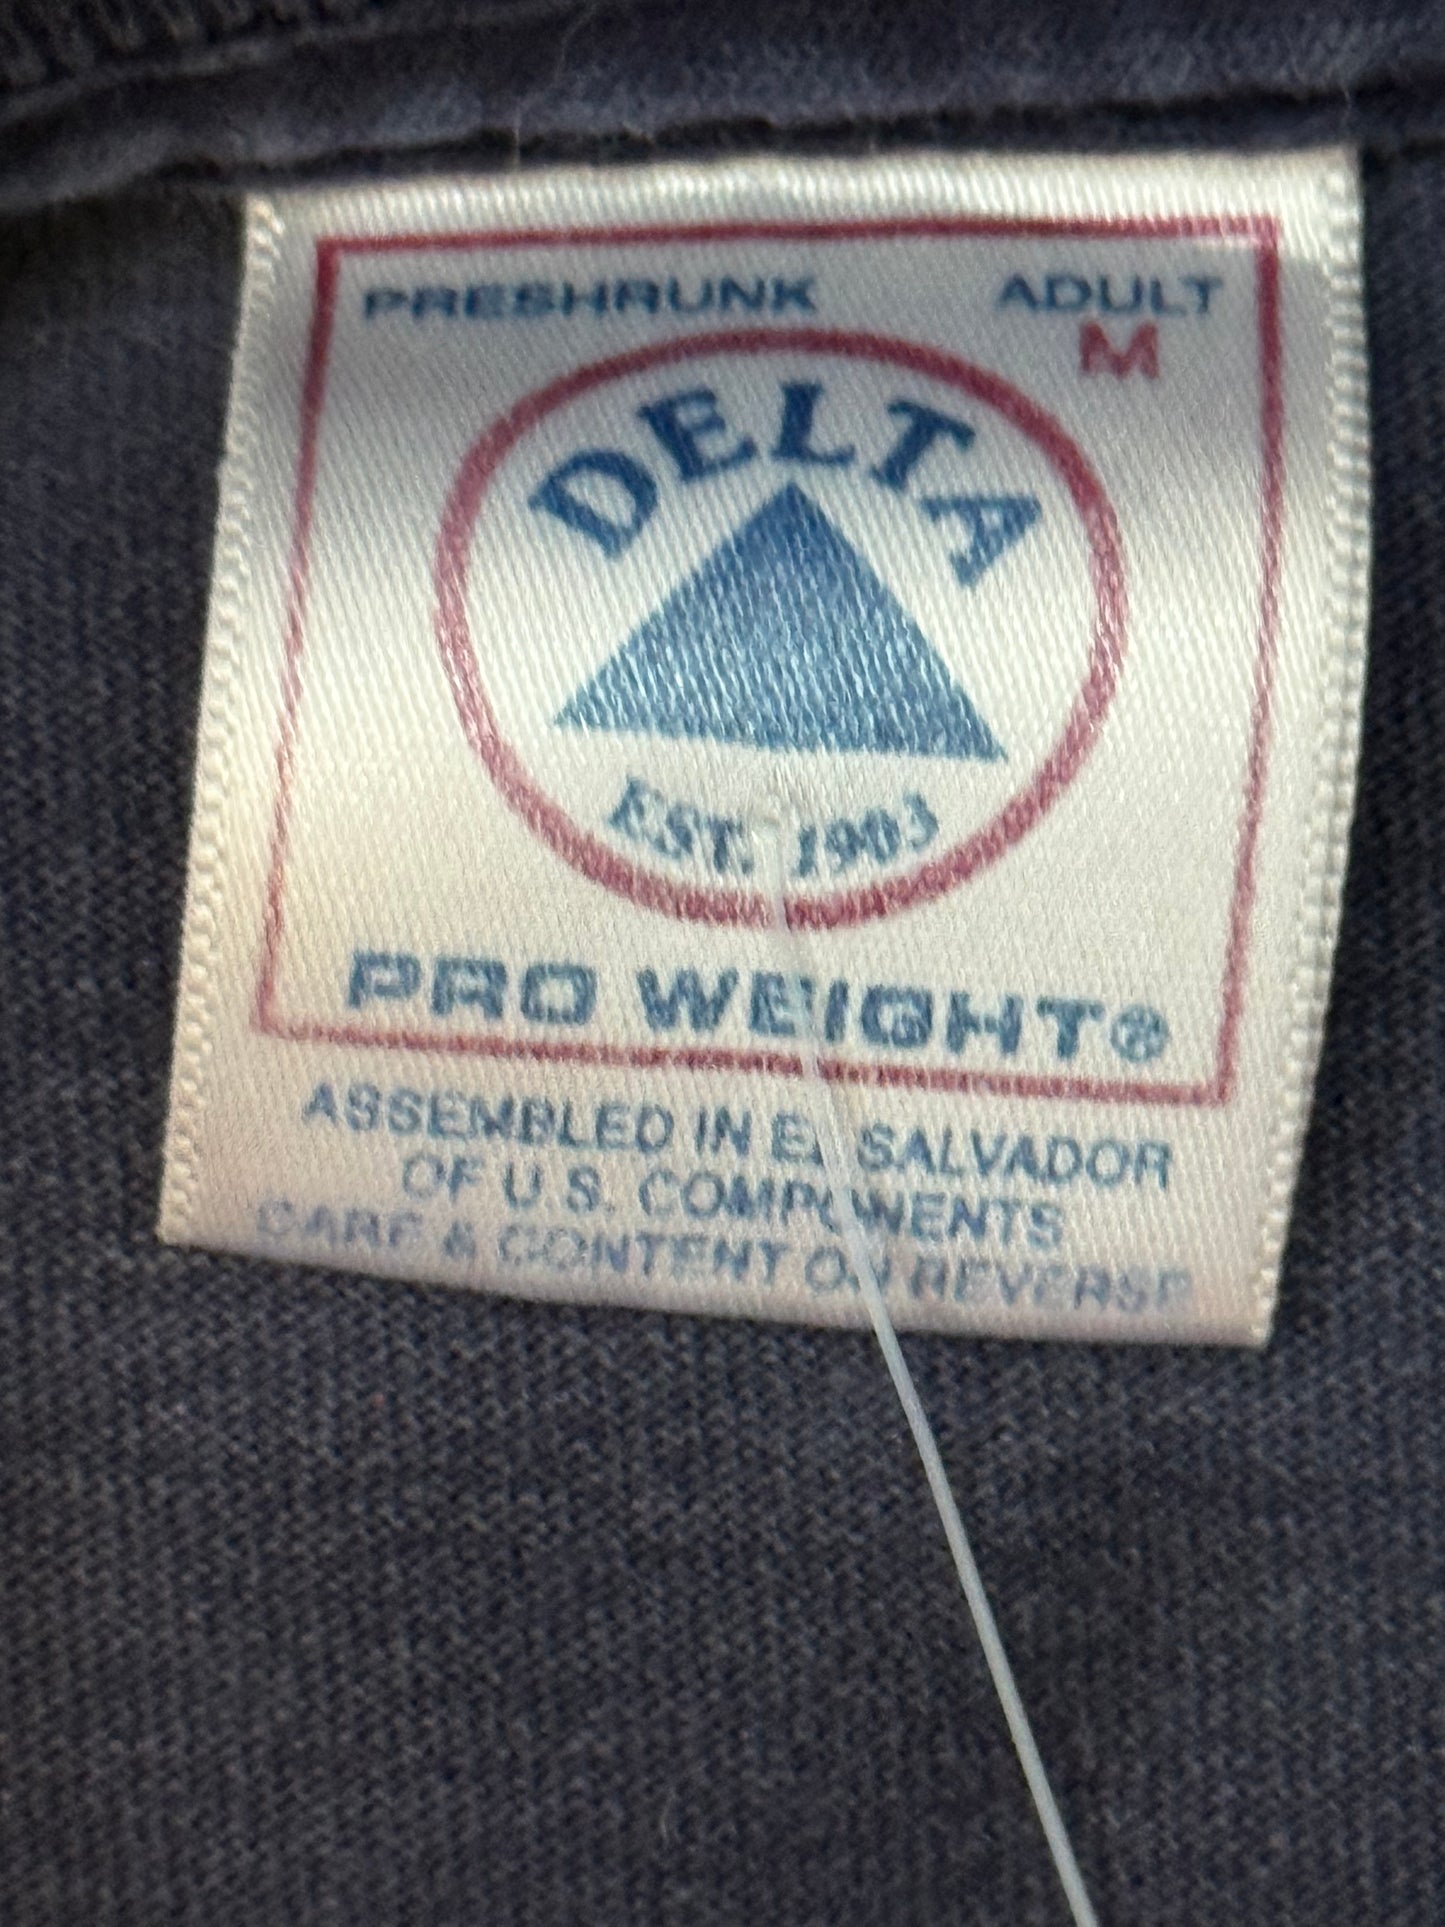 PRESHRUNK ADULT
M
DELTA
EST. 1903
PRO WEIGHT®
ASSEMBLED IN EL SALVADOR
OF U.S. COMPONENTS
CARE & CONTENT ON REVERSE